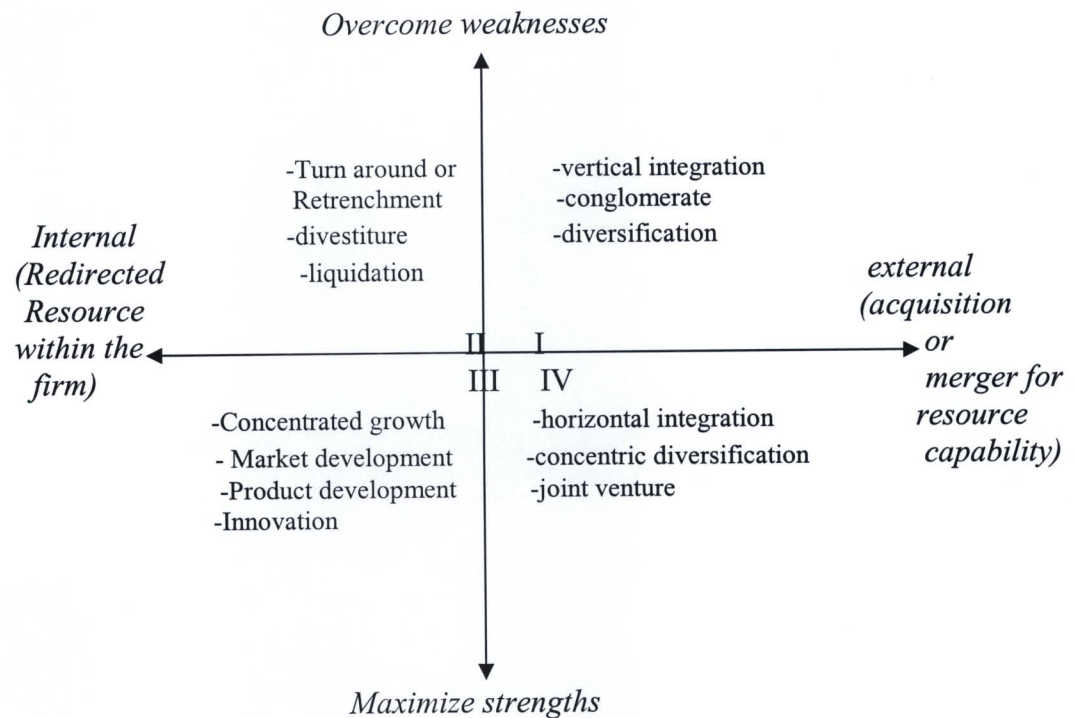 Overcome weaknesses
-Turn around or
Retrenchment
-divestiture
-liquidation
-vertical integration
-conglomerate
-diversification
Internal
(Redirected
Resource
within the
firm)
external
(acquisition
or
merger for
resource
capability)
II
I
III
IV
-Concentrated growth
- Market development
-Product development
-Innovation
-horizontal integration
-concentric diversification
-joint venture
Maximize strengths